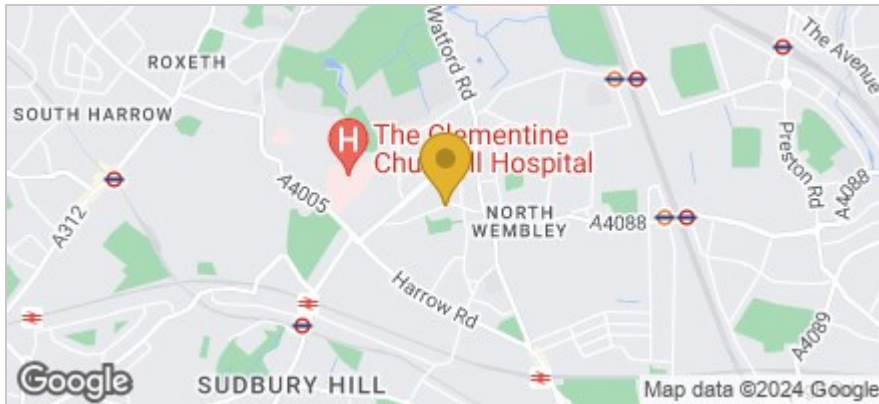 Watford Rd
The Avenue
ROXETH
SOUTH HARROW
H
The Clementine
Churchill Hospital
Preston Rd
A4005
A4088
A312
NORTH
WEMBLEY
A4088
Harrow Rd
A4089
SUDBURY HILL
Google
Map data ©2024 Google